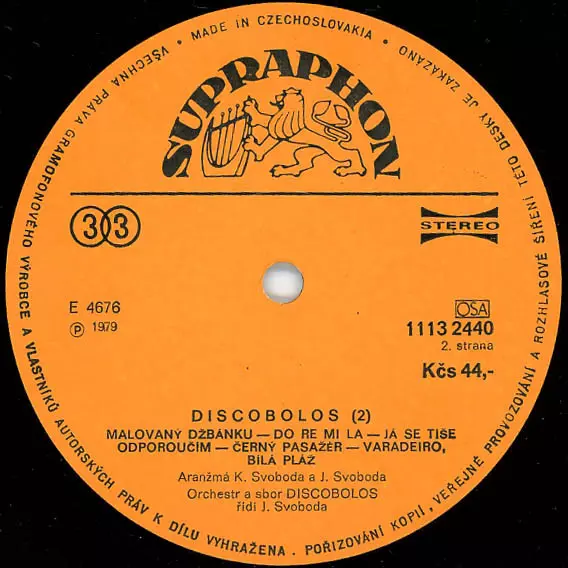 VŠECHNA PRÁVA GRAMOFONOVÉHO VÝROBCE A VLASTNÍKŮ AUTORSKÝCH PRÁV K DÍLU VYHRAŽENA . POŘIZOVÁNÍ KOPIÍ, VEŘEJNÉ PROVOZOVÁNÍ A ROZHLASOVÉ ŠÍŘENÍ TÉTO DESKY JE ZAKÁZÁNO • MADE IN CZECHOSLOVAKIA •
SUPRAPHON
33
STEREO
E 4676
Ⓟ 1979
OSA
1113 2440
2. strana
Kčs 44,-
DISCOBOLOS (2)
MALOVANÝ DŽBÁNKU — DO RE MI LA — JÁ SE TIŠE
ODPOROUČÍM — ČERNÝ PASAŽÉR — VARADEIRO,
BÍLÁ PLÁŽ
Aranžmá K. Svoboda a J. Svoboda
Orchestr a sbor DISCOBOLOS
řídí J. Svoboda